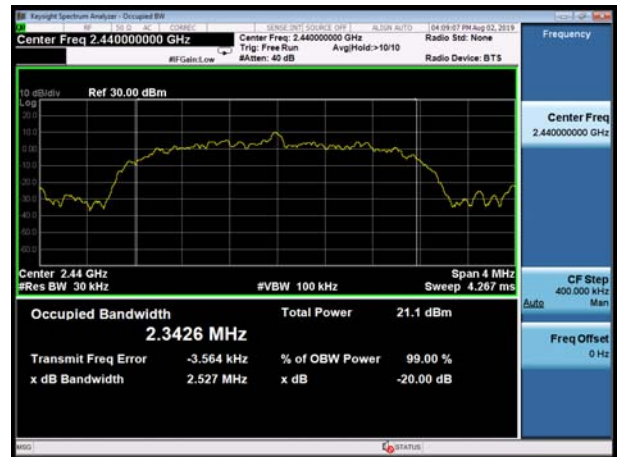 Keysight Spectrum Analyzer - Occupied BW
RF 50 Ω AC CORREC SENSE:INT SOURCE OFF ALIGN AUTO 04:09:07 PM Aug 02, 2019
Center Freq 2.440000000 GHz
Center Freq: 2.440000000 GHz
Radio Std: None
Trig: Free Run Avg|Hold:>10/10
#IFGain:Low #Atten: 40 dB Radio Device: BTS
Frequency
10 dB/div Ref 30.00 dBm
Log
20.0
10.0
0.00
10.0
20.0
30.0
40.0
50.0
60.0
Center Freq
2.440000000 GHz
Center 2.44 GHz Span 4 MHz
#Res BW 30 kHz #VBW 100 kHz Sweep 4.267 ms
CF Step
400.000 kHz
Auto Man
Occupied Bandwidth Total Power 21.1 dBm
2.3426 MHz
Transmit Freq Error -3.564 kHz % of OBW Power 99.00 %
x dB Bandwidth 2.527 MHz x dB -20.00 dB
Freq Offset
0 Hz
MSG STATUS